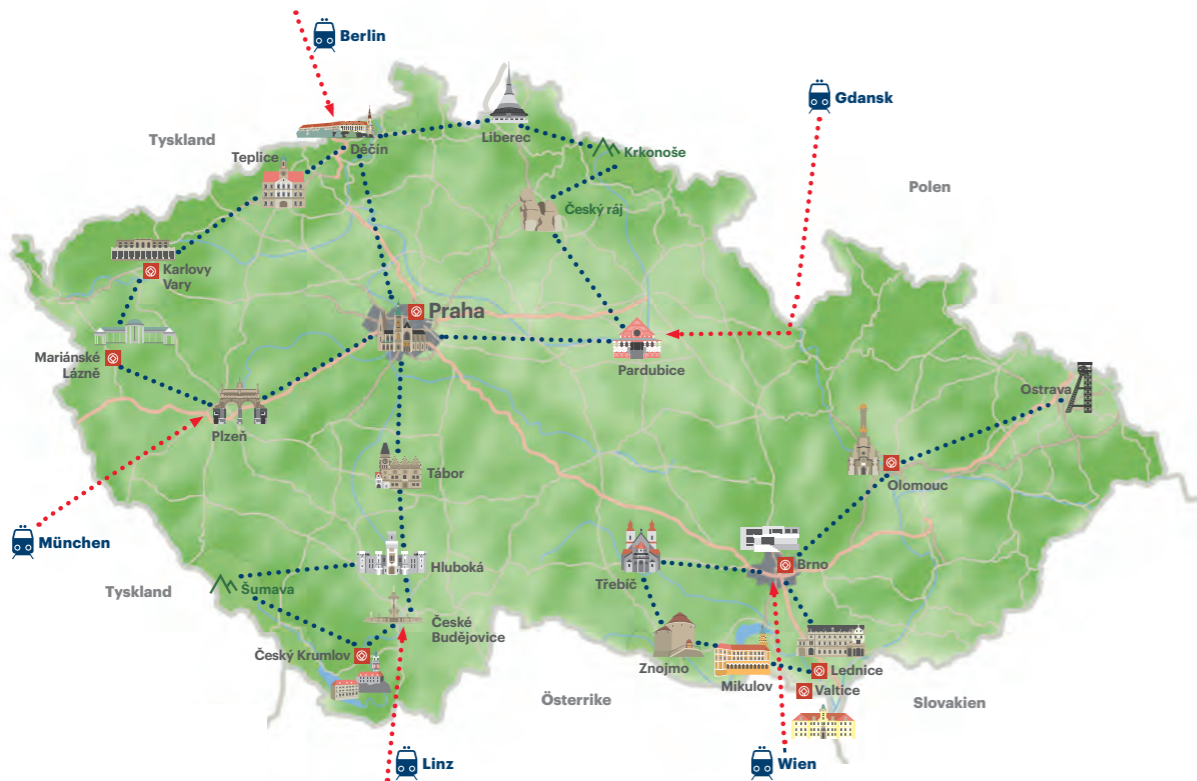 Berlin
Gdansk
Tyskland
Liberec
Děčín
Teplice
Krkonoše
Polen
Český ráj
Karlovy
Vary
Praha
Mariánské
Lázně
Pardubice
Ostrava
Plzeň
Tábor
Olomouc
München
Hluboká
Brno
Třebíč
Tyskland
Šumava
České
Budějovice
Český Krumlov
Znojmo
Mikulov
Lednice
Valtice
Österrike
Slovakien
Linz
Wien